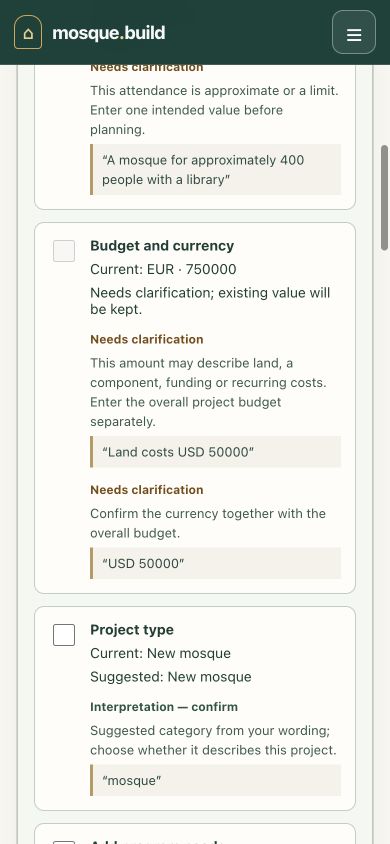 mosque.build
Needs clarification
This attendance is approximate or a limit.
Enter one intended value before
planning.
“A mosque for approximately 400
people with a library”
Budget and currency
Current: EUR · 750000
Needs clarification; existing value will
be kept.
Needs clarification
This amount may describe land, a
component, funding or recurring costs.
Enter the overall project budget
separately.
“Land costs USD 50000”
Needs clarification
Confirm the currency together with the
overall budget.
“USD 50000”
Project type
Current: New mosque
Suggested: New mosque
Interpretation — confirm
Suggested category from your wording;
choose whether it describes this project.
“mosque”